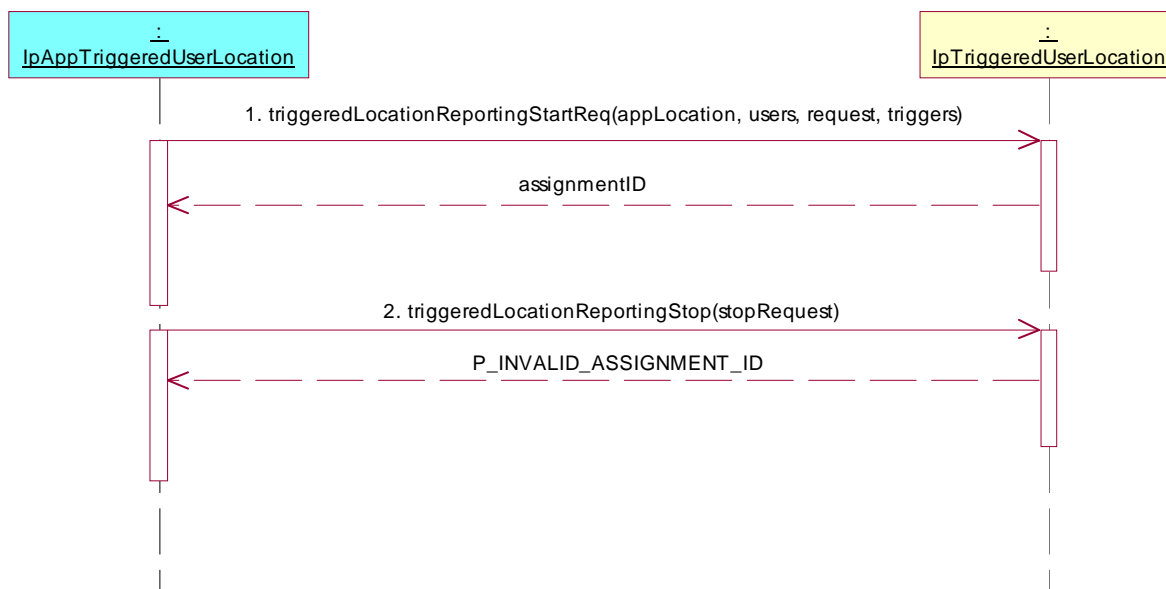 :
IpAppTriggeredUserLocation
:
IpTriggeredUserLocation
1. triggeredLocationReportingStartReq(appLocation, users, request, triggers)
assignmentID
2. triggeredLocationReportingStop(stopRequest)
P_INVALID_ASSIGNMENT_ID